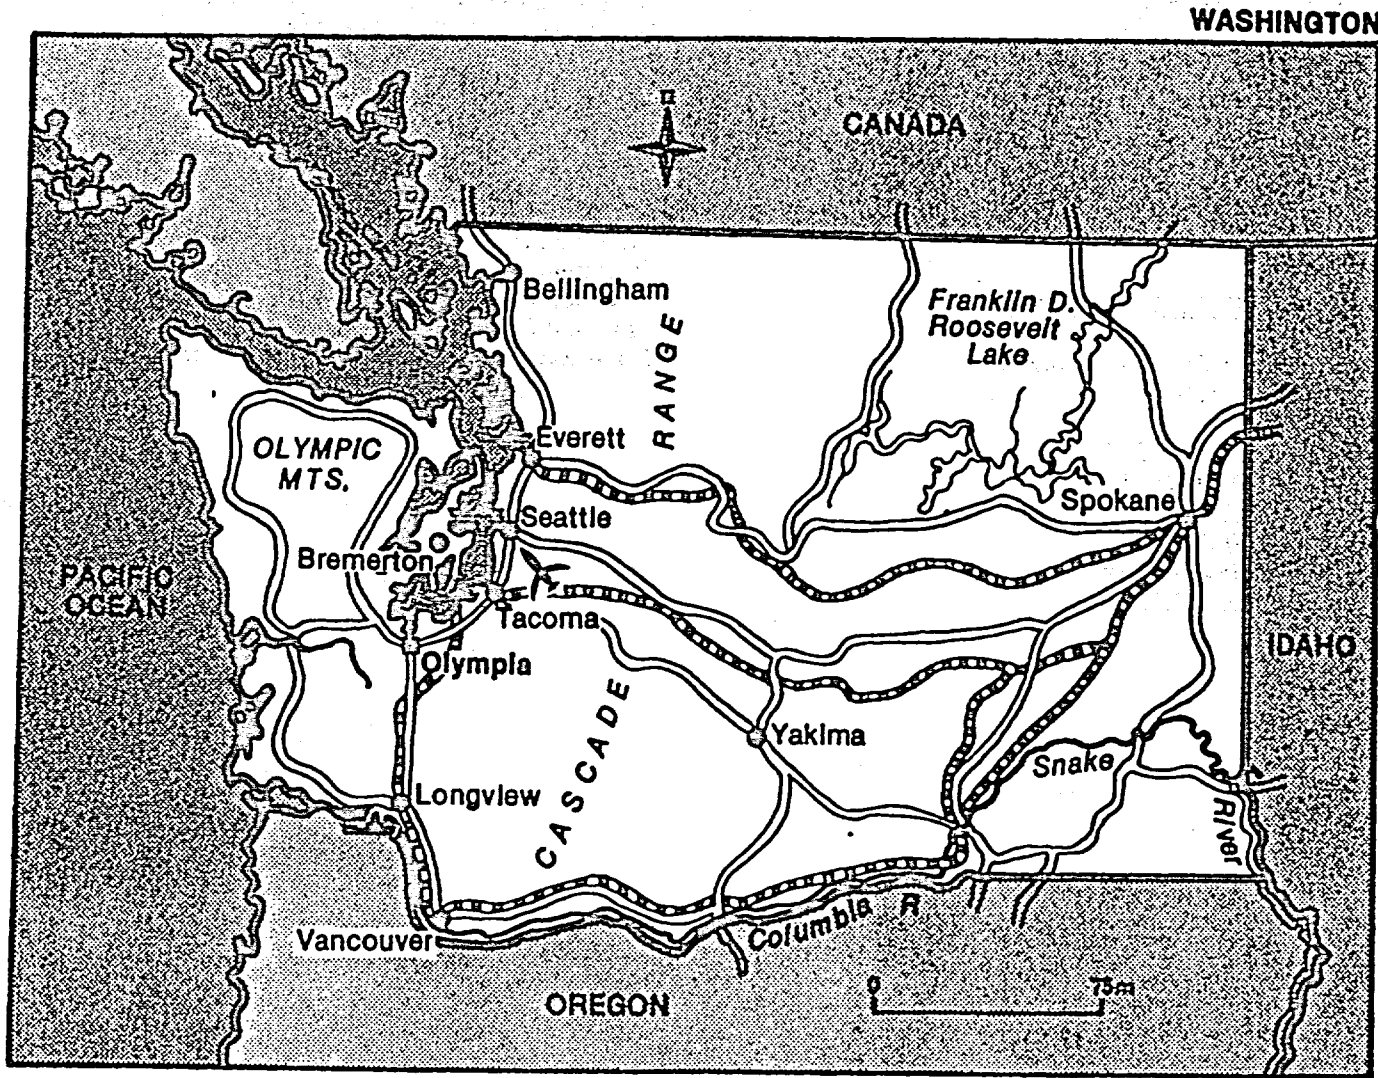 WASHINGTON
CANADA
Bellingham
Franklin D.
Roosevelt
Lake
RANGE
Everett
OLYMPIC
MTS.
Spokane
Seattle
Bremerton
PACIFIC
OCEAN
Tacoma
IDAHO
Olympia
CASCADE
Yakima
Snake
River
Longview
Columbia R
Vancouver
OREGON
0 75m